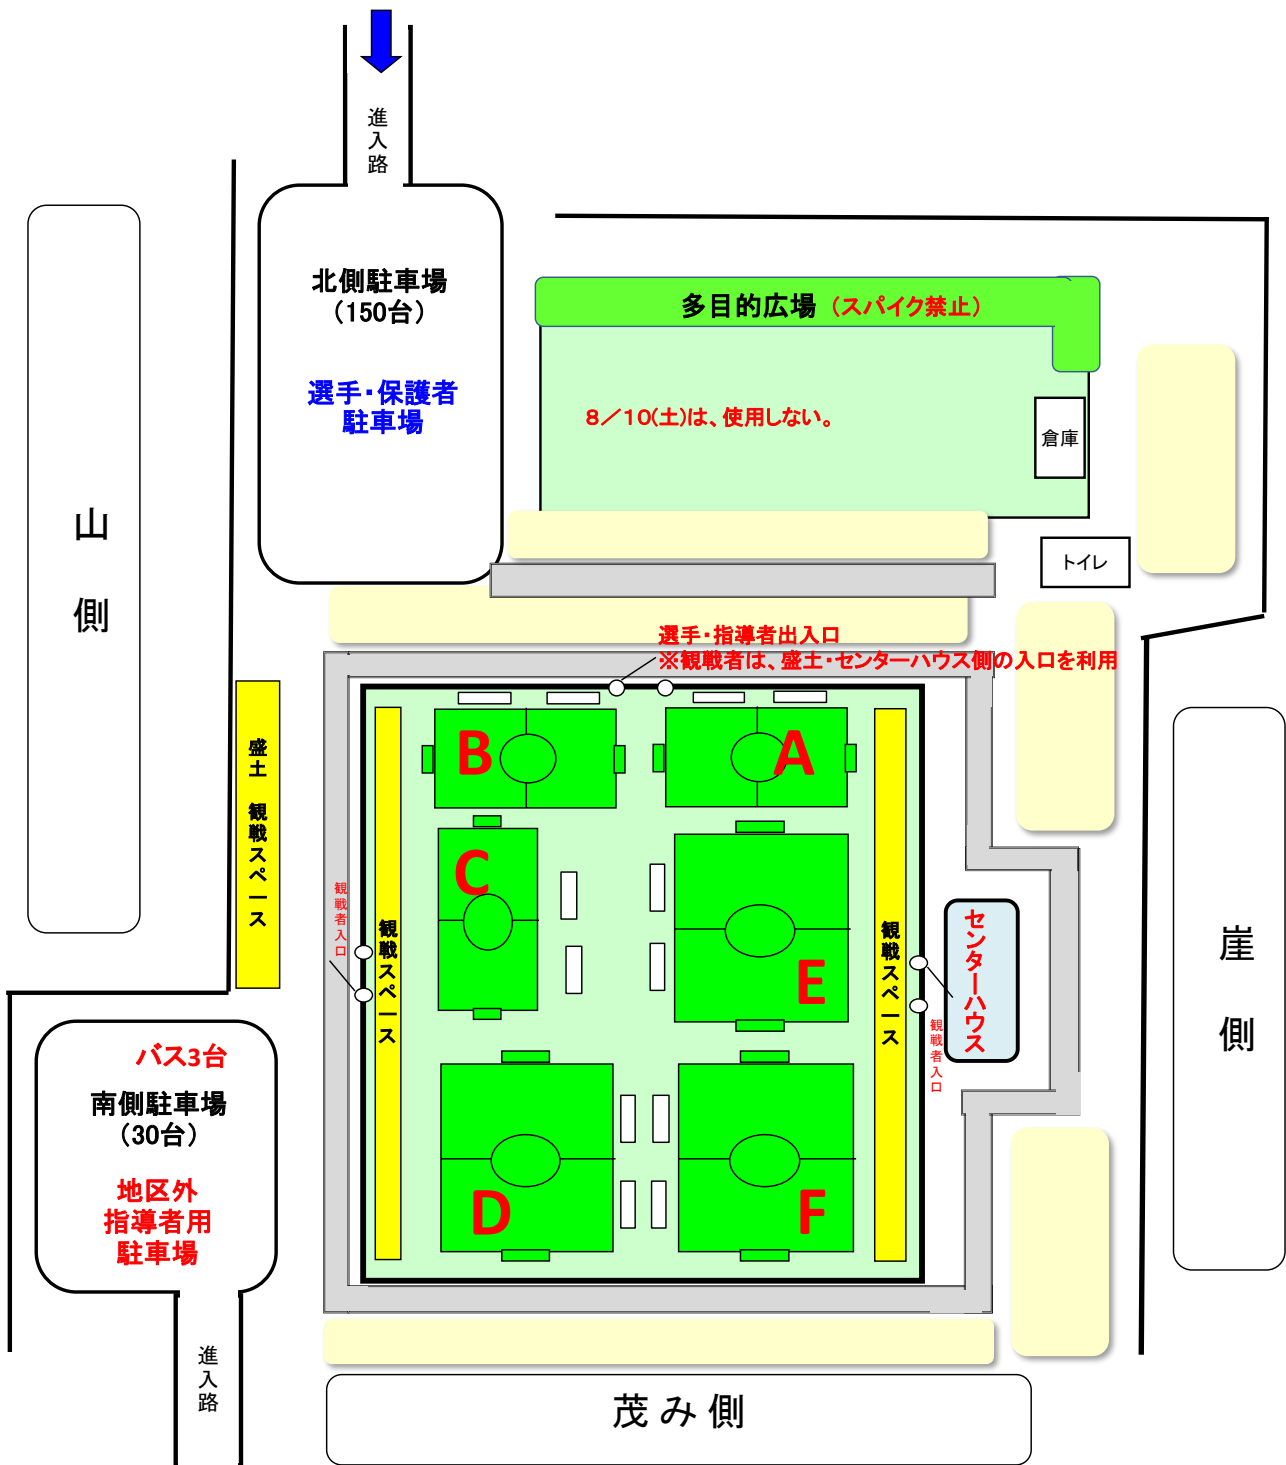 進入路
北側駐車場
（150台）
選手・保護者
駐車場
多目的広場（スパイク禁止）
8／10(土)は、使用しない。
倉庫
トイレ
山側
選手・指導者出入口
※観戦者は、盛土・センターハウス側の入口を利用
B
A
盛土　観戦スペース
観戦者入口
観戦スペース
C
E
観戦スペース
センターハウス
観戦者入口
崖側
バス3台
南側駐車場
（30台）
地区外
指導者用
駐車場
D
F
進入路
茂み側